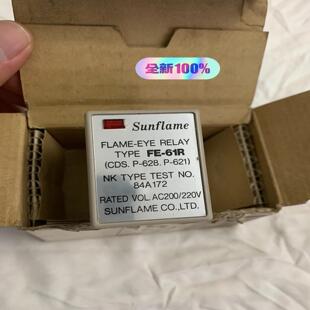 全新100%
Sunflame
FLAME-EYE RELAY
TYPE FE-61R
(CDS. P-628. P-621)
NK TYPE TEST NO.
84A172
RATED VOL. AC200/220V
SUNFLAME CO., LTD.